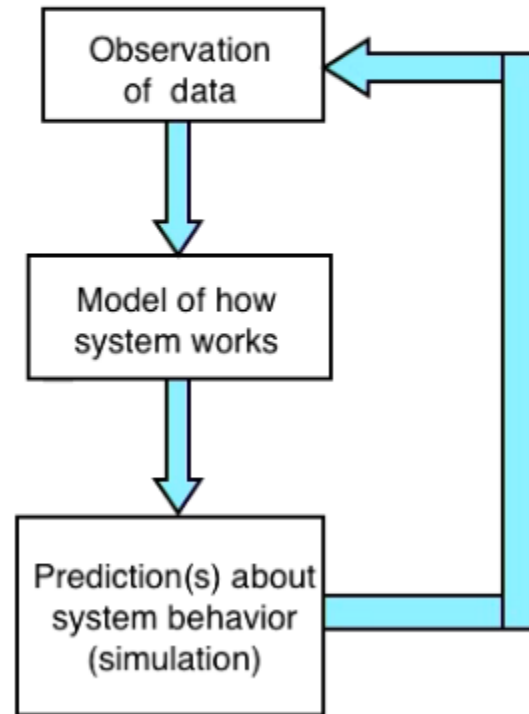 Observation
of data
Model of how
system works
Prediction(s) about
system behavior
(simulation)